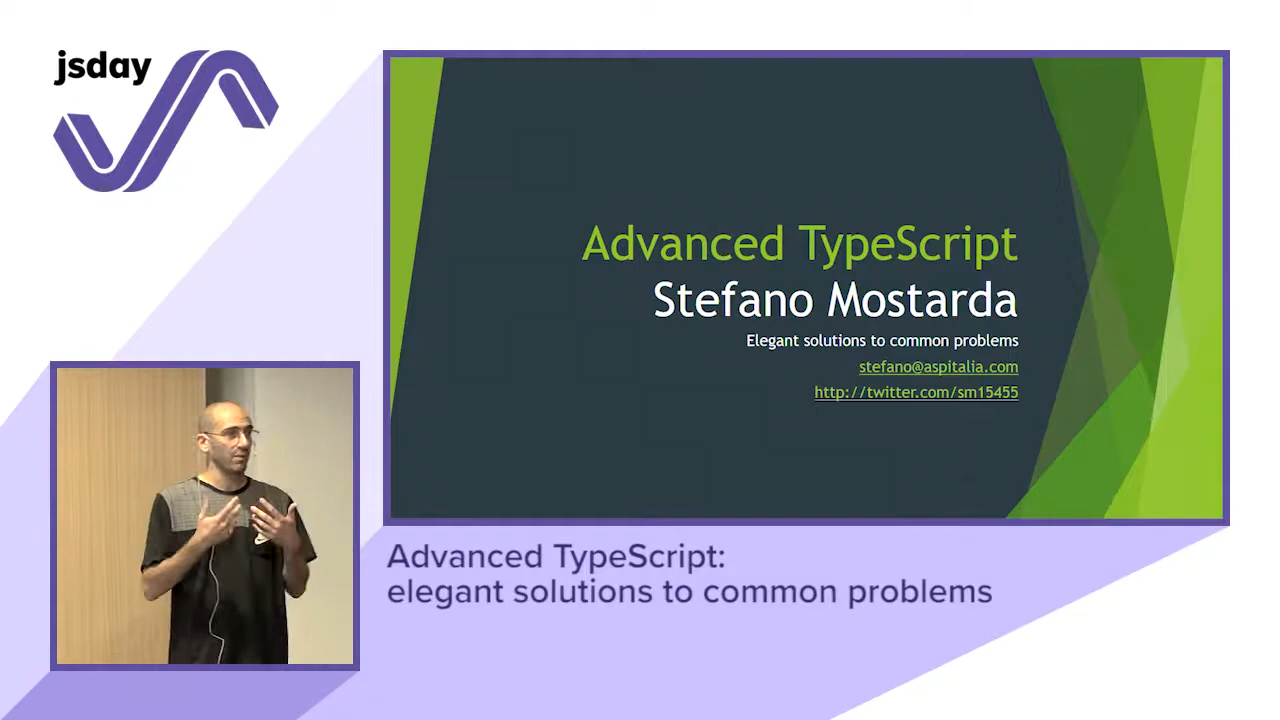 jsday
Advanced TypeScript
Stefano Mostarda
Elegant solutions to common problems
stefano@aspitalia.com
http://twitter.com/sm15455
Advanced TypeScript:
elegant solutions to common problems